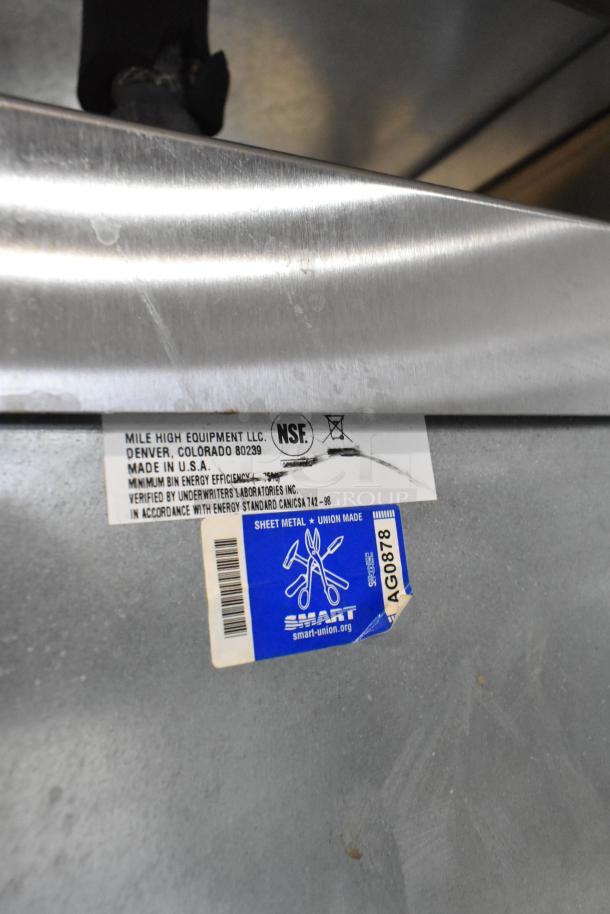 MILE HIGH EQUIPMENT LLC.
DENVER, COLORADO 80239
MADE IN U.S.A.
NSF.
MINIMUM BIN ENERGY EFFICIENCY
VERIFIED BY UNDERWRITERS LABORATORIES INC.
IN ACCORDANCE WITH ENERGY STANDARD CAN/CSA 742 -98
GROUP
SHEET METAL ★ UNION MADE
SMART
smart-union.org
AG0878